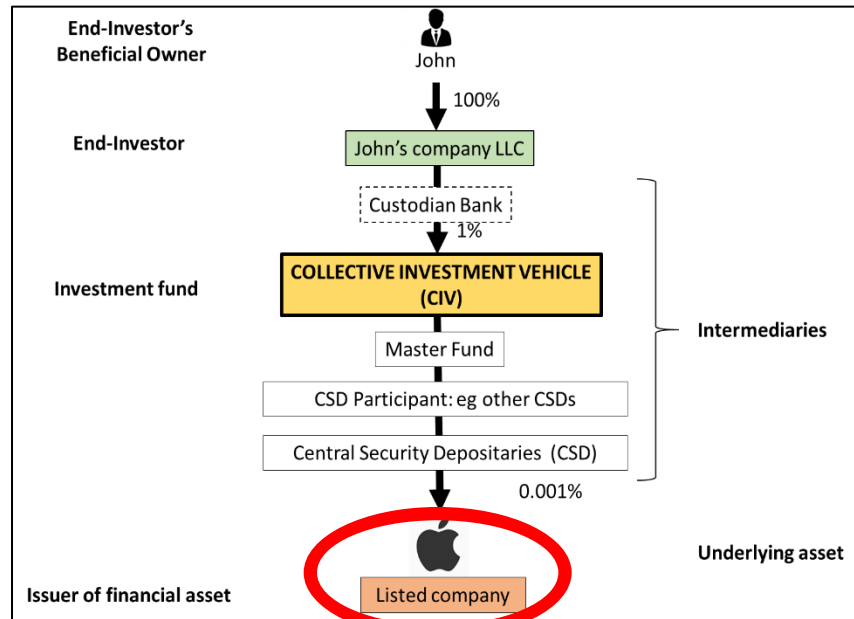 End-Investor's
Beneficial Owner
John
100%
End-Investor
John's company LLC
Custodian Bank
1%
COLLECTIVE INVESTMENT VEHICLE
(CIV)
Investment fund
Master Fund
Intermediaries
CSD Participant: eg other CSDs
Central Security Depositaries (CSD)
0.001%
Underlying asset
Issuer of financial asset
Listed company